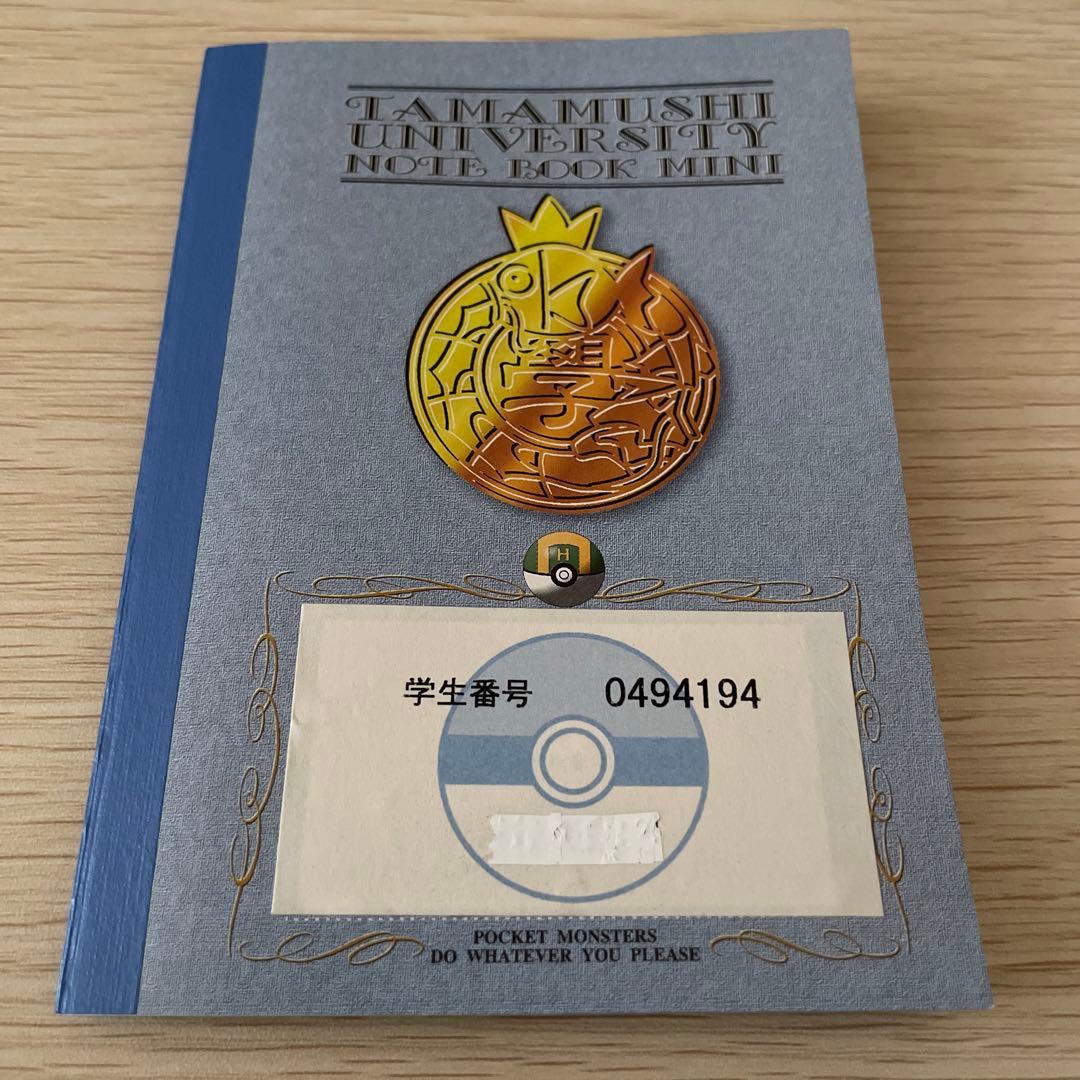 TAMAMUSHI
UNIVERSITY
NOTE BOOK MINI
H
学生番号 0494194
POCKET MONSTERS
DO WHATEVER YOU PLEASE